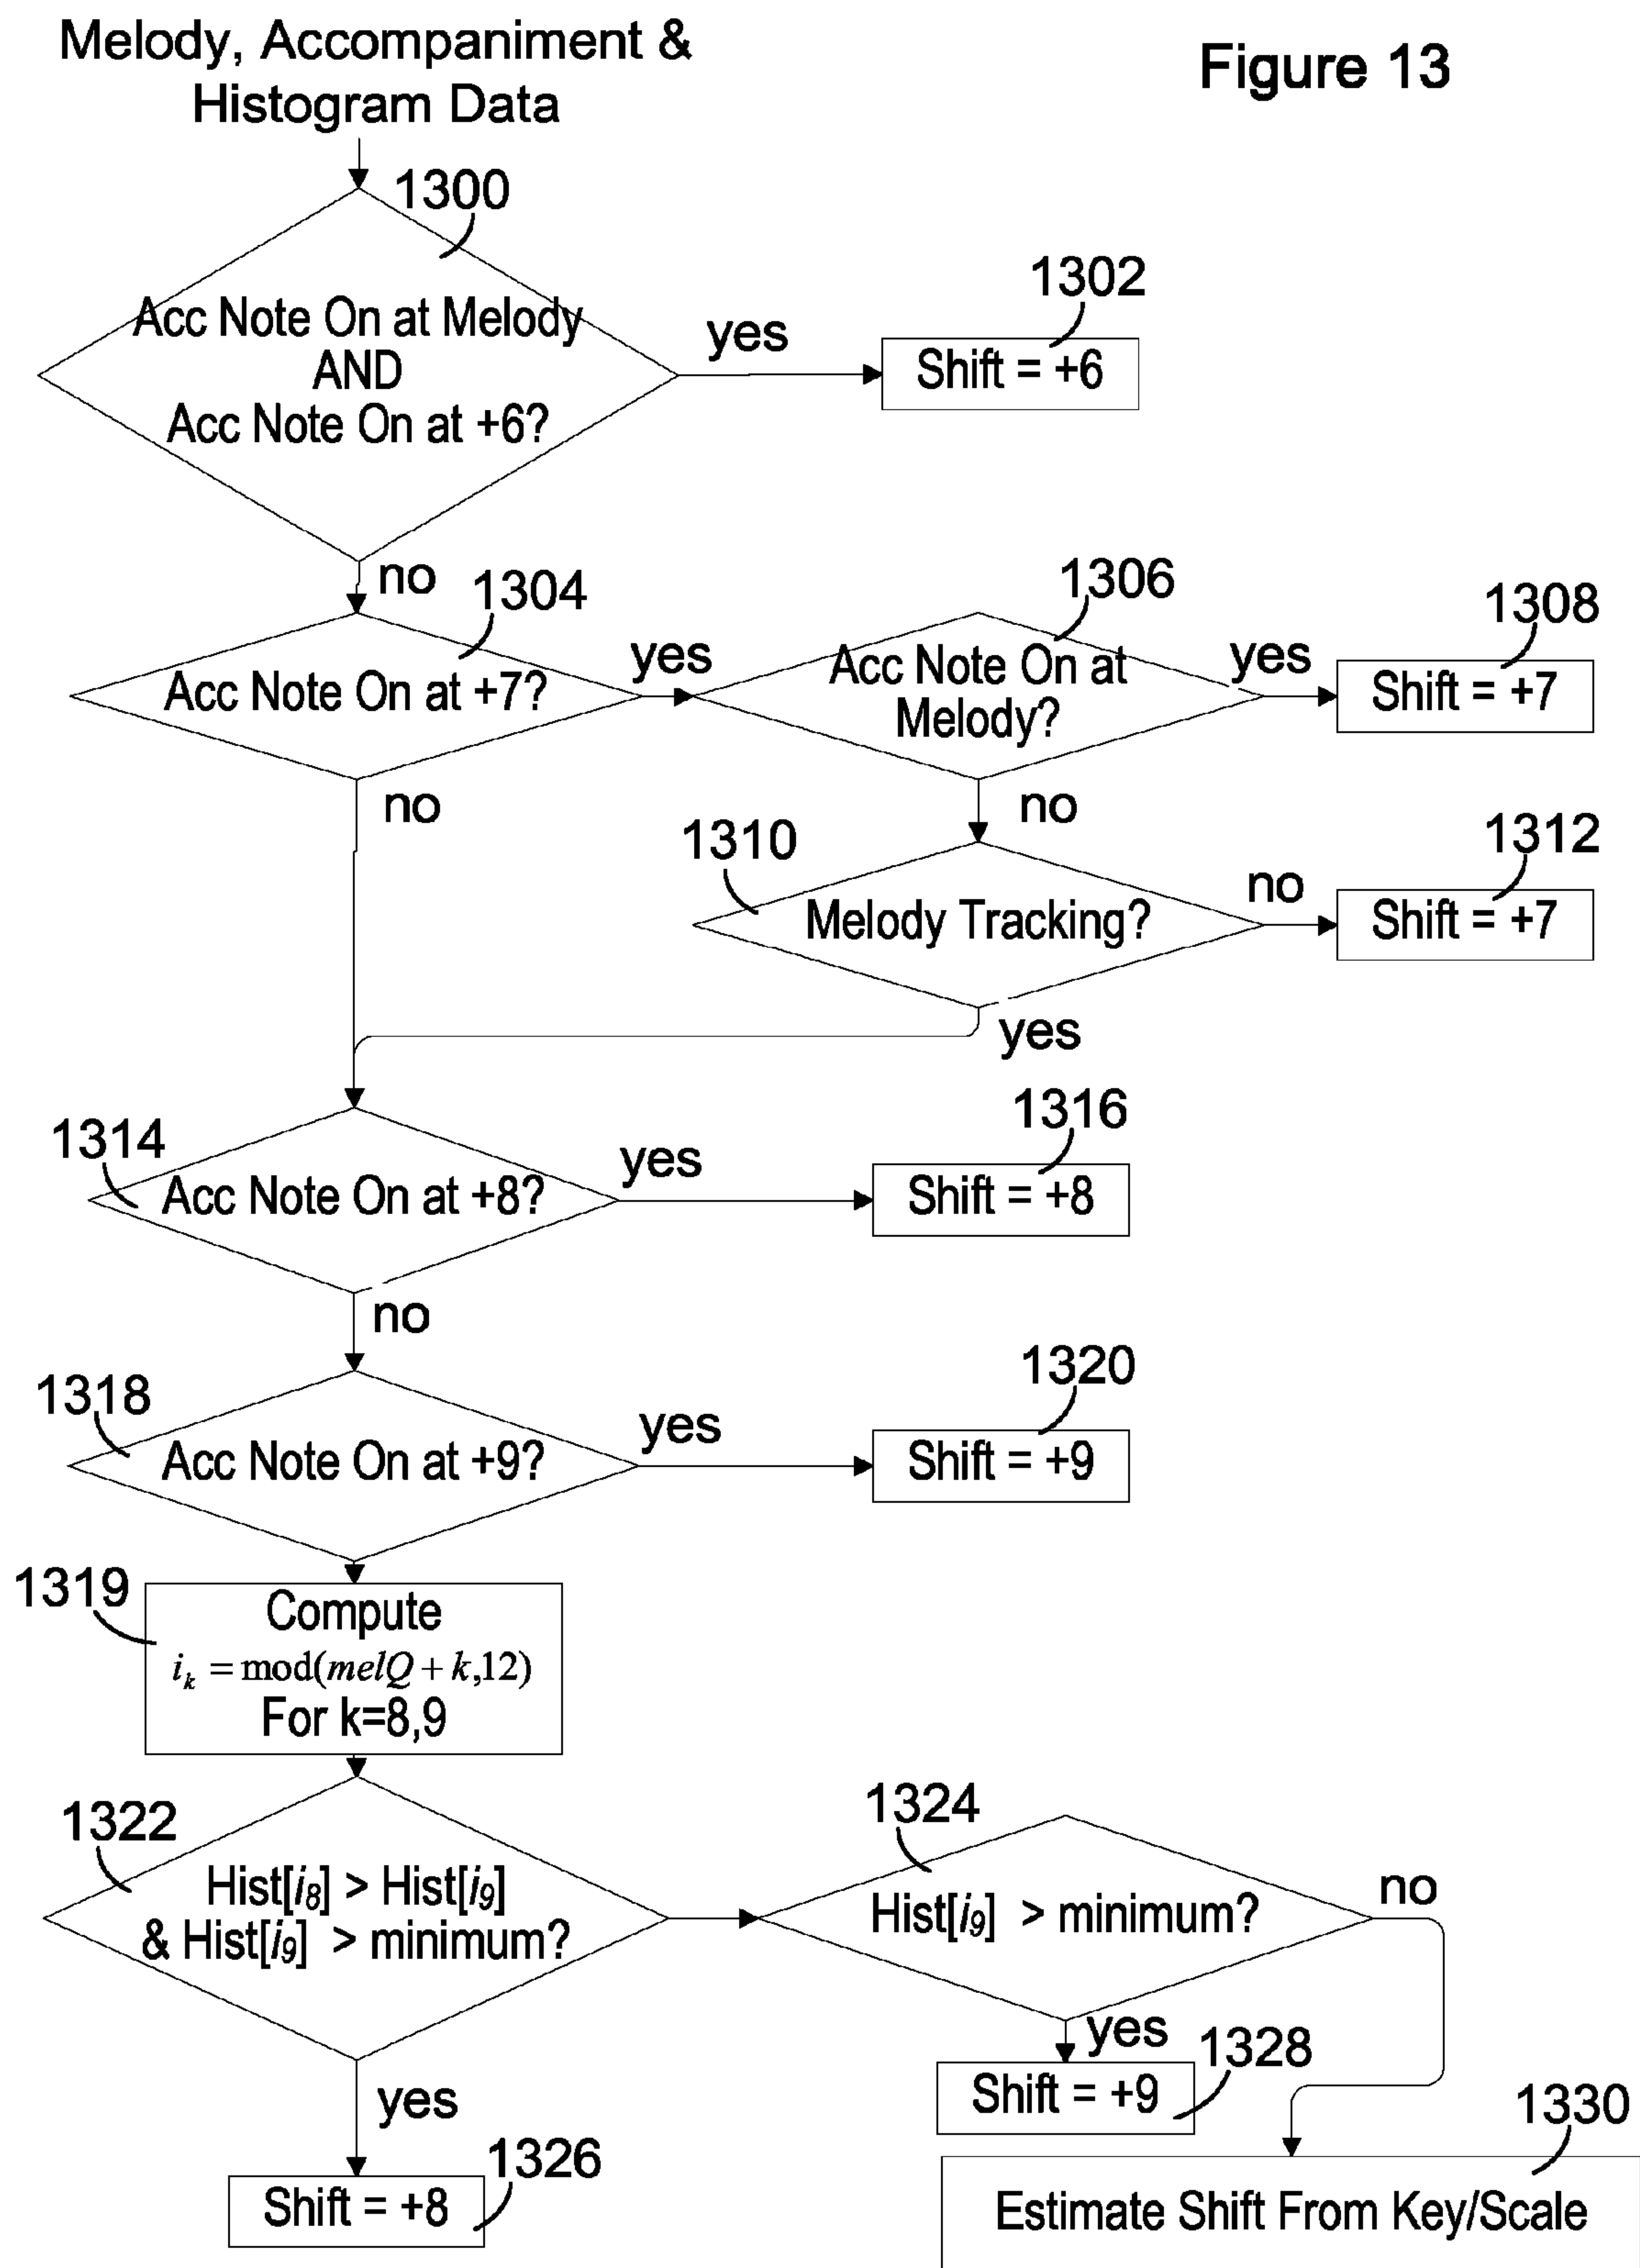 Melody, Accompaniment &
Histogram Data
Figure 13
1300
Acc Note On at Melody
AND
Acc Note On at +6?
yes
1302
Shift = +6
no
1304
Acc Note On at +7?
yes
1306
Acc Note On at
Melody?
yes
1308
Shift = +7
no
no
1310
Melody Tracking?
no
1312
Shift = +7
yes
1314
Acc Note On at +8?
yes
1316
Shift = +8
no
1318
Acc Note On at +9?
yes
1320
Shift = +9
1319
Compute
i_k = mod(melQ + k,12)
For k=8,9
1322
Hist[i_8] > Hist[i_9]
& Hist[i_9] > minimum?
1324
Hist[i_9] > minimum?
no
yes
1328
Shift = +9
yes
1326
Shift = +8
1330
Estimate Shift From Key/Scale